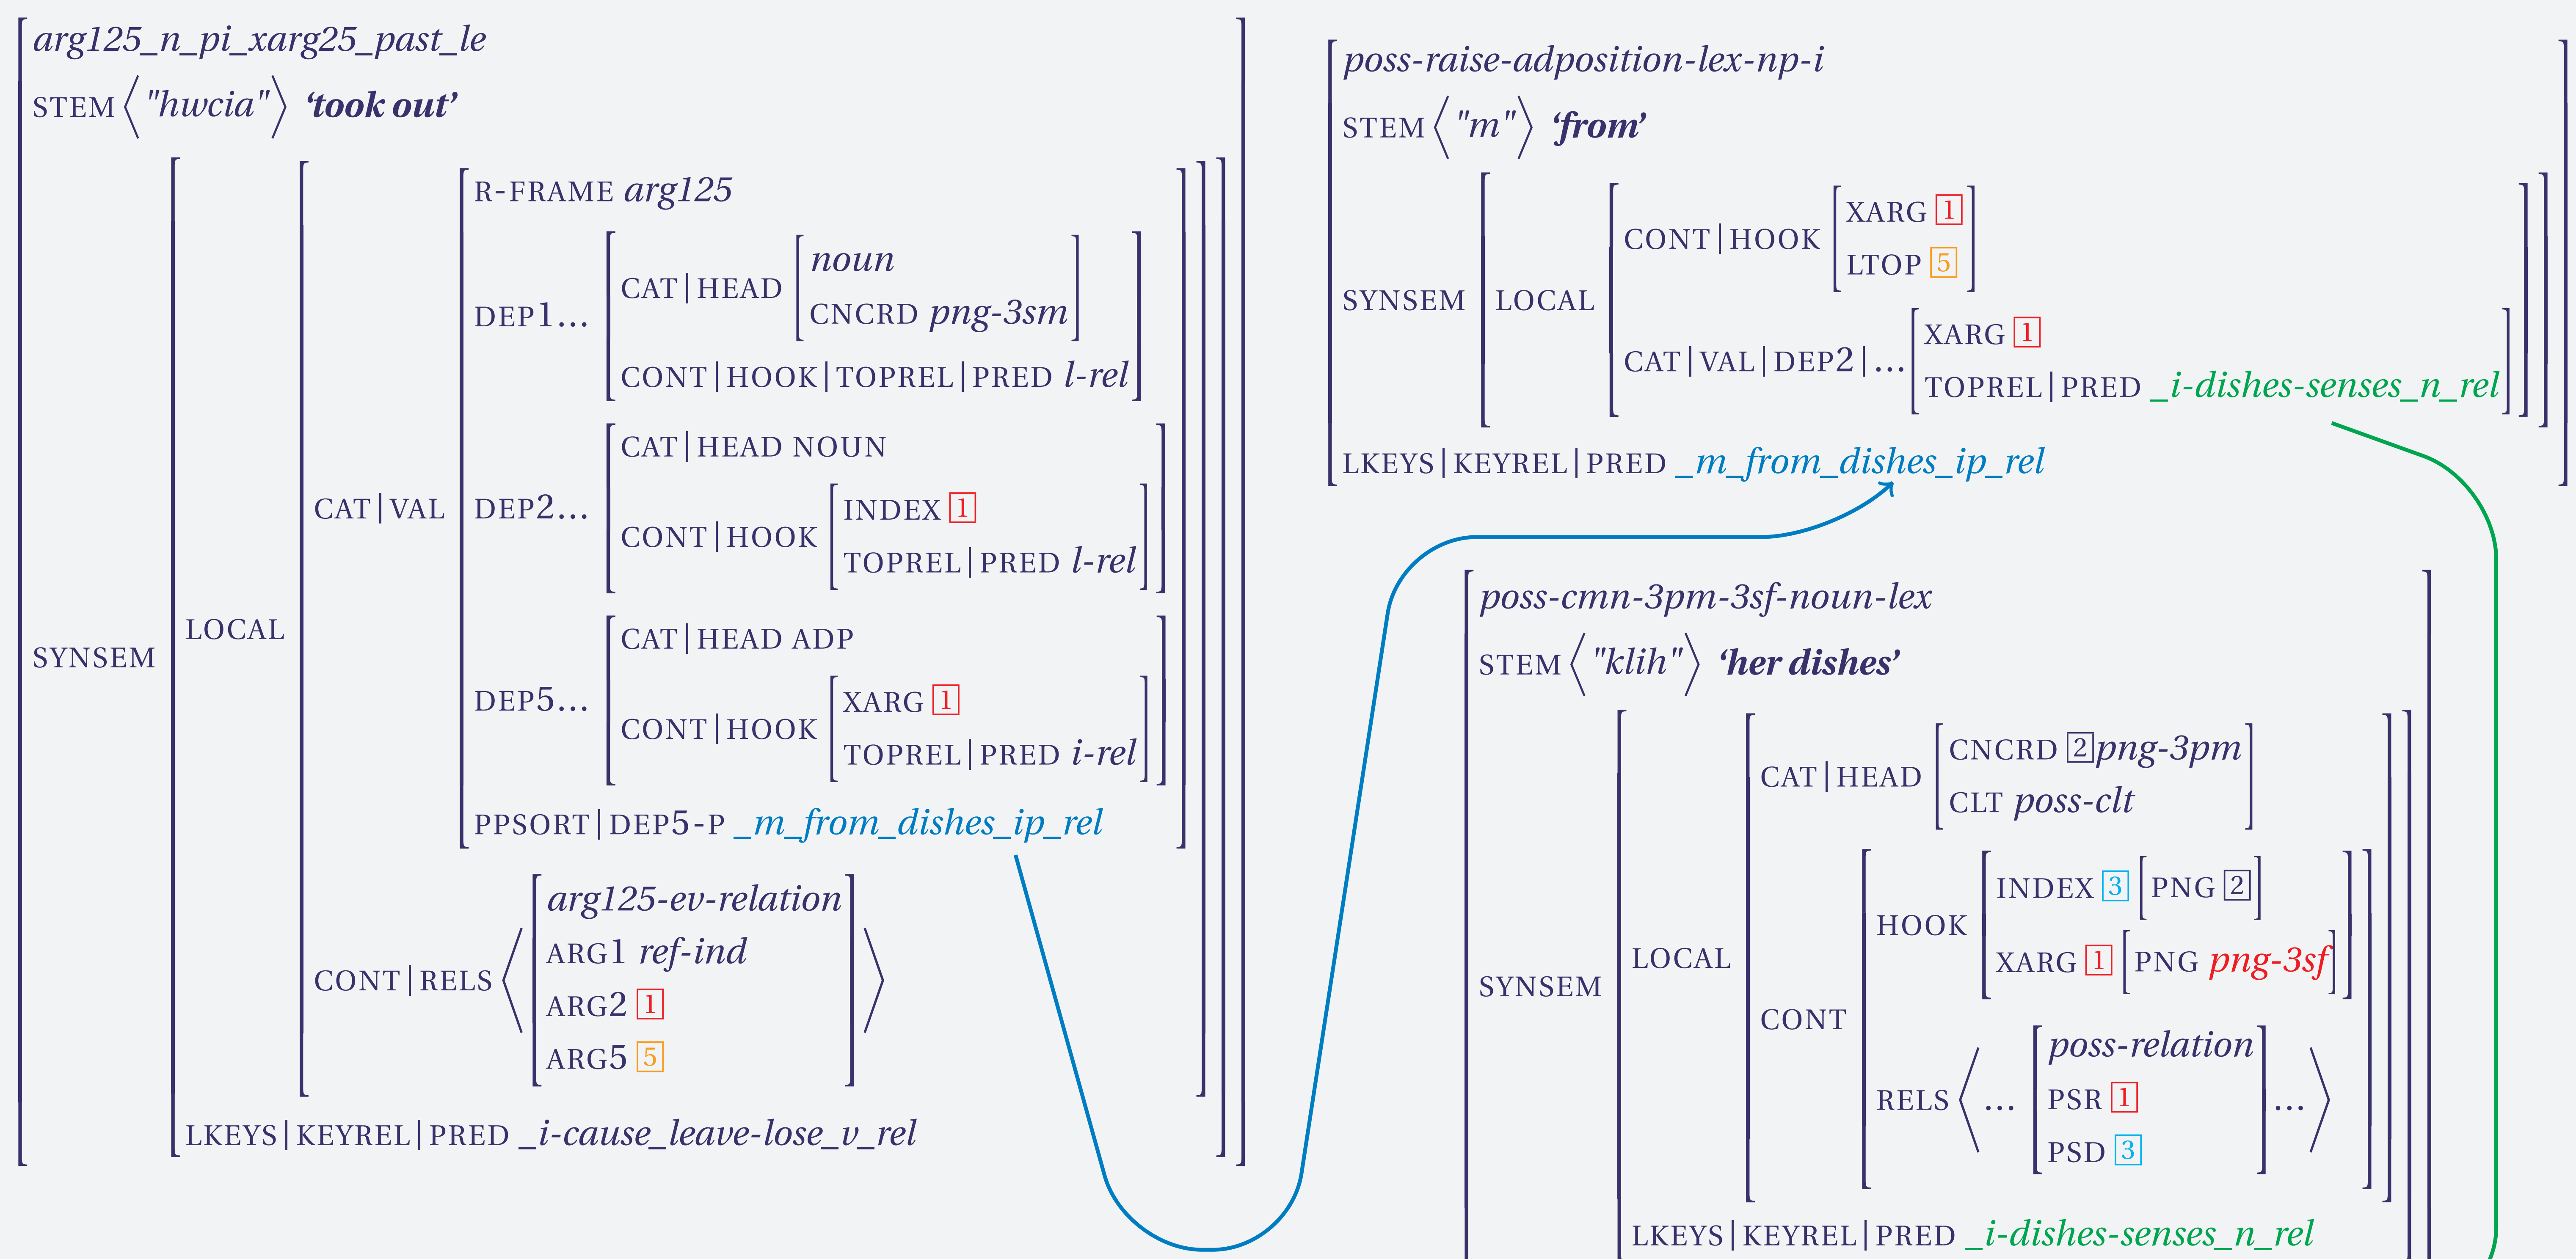 arg125_n_pi_xarg25_past_le
STEM ⟨"hwcia"⟩ ‘took out’
SYNSEM
LOCAL
CAT|VAL
R-FRAME arg125
DEP1...
CAT|HEAD
noun
CNCRD png-3sm
CONT|HOOK|TOPREL|PRED l-rel
DEP2...
CAT|HEAD NOUN
CONT|HOOK
INDEX 1
TOPREL|PRED l-rel
DEP5...
CAT|HEAD ADP
CONT|HOOK
XARG 1
TOPREL|PRED i-rel
PPSORT|DEP5-P _m_from_dishes_ip_rel
CONT|RELS
arg125-ev-relation
ARG1 ref-ind
ARG2 1
ARG5 5
LKEYS|KEYREL|PRED _i-cause_leave-lose_v_rel
poss-raise-adposition-lex-np-i
STEM ⟨"m"⟩ ‘from’
SYNSEM
LOCAL
CONT|HOOK
XARG 1
LTOP 5
CAT|VAL|DEP2|...
XARG 1
TOPREL|PRED _i-dishes-senses_n_rel
LKEYS|KEYREL|PRED _m_from_dishes_ip_rel
poss-cmn-3pm-3sf-noun-lex
STEM ⟨"klih"⟩ ‘her dishes’
SYNSEM
LOCAL
CAT|HEAD
CNCRD 2 png-3pm
CLT poss-clt
CONT
HOOK
INDEX 3 [PNG 2]
XARG 1 [PNG png-3sf]
RELS ⟨...
poss-relation
PSR 1
PSD 3
...⟩
LKEYS|KEYREL|PRED _i-dishes-senses_n_rel